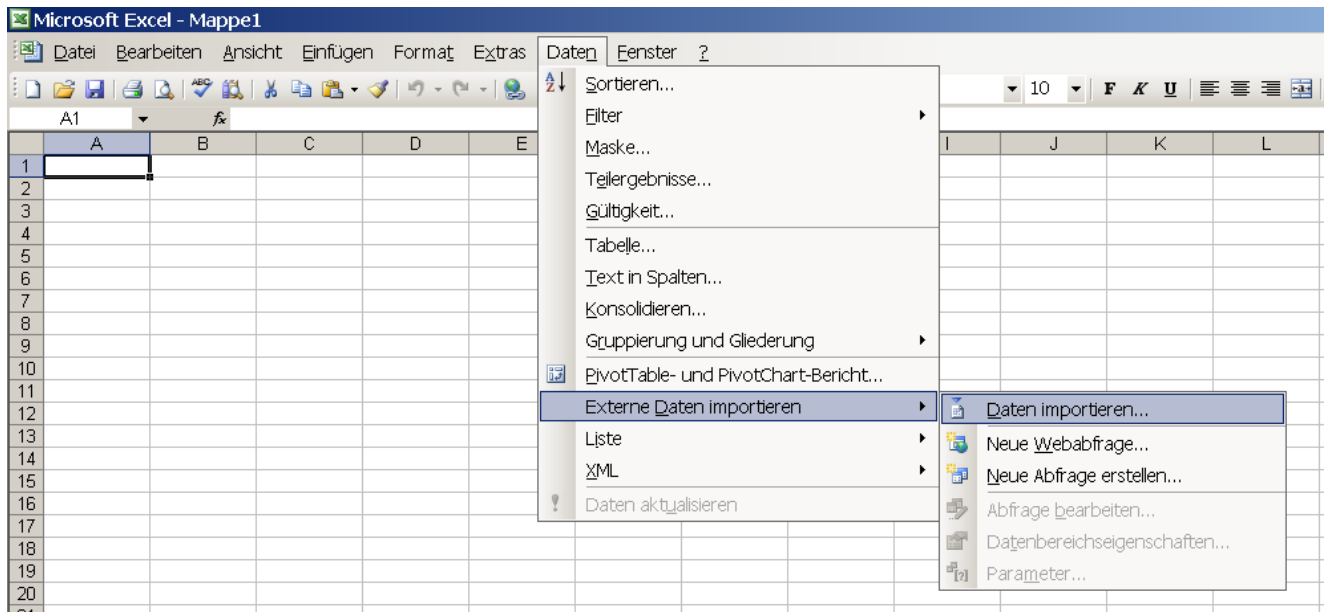 Microsoft Excel - Mappe1
Datei Bearbeiten Ansicht Einfügen Format Extras Daten Fenster ?
10 F K U
A1 fx
A B C D E I J K L
Sortieren...
Filter
Maske...
Teilergebnisse...
Gültigkeit...
Tabelle...
Text in Spalten...
Konsolidieren...
Gruppierung und Gliederung
PivotTable- und PivotChart-Bericht...
Externe Daten importieren
Liste
XML
Daten aktualisieren
Daten importieren...
Neue Webabfrage...
Neue Abfrage erstellen...
Abfrage bearbeiten...
Datenbereichseigenschaften...
Parameter...
1
2
3
4
5
6
7
8
9
10
11
12
13
14
15
16
17
18
19
20